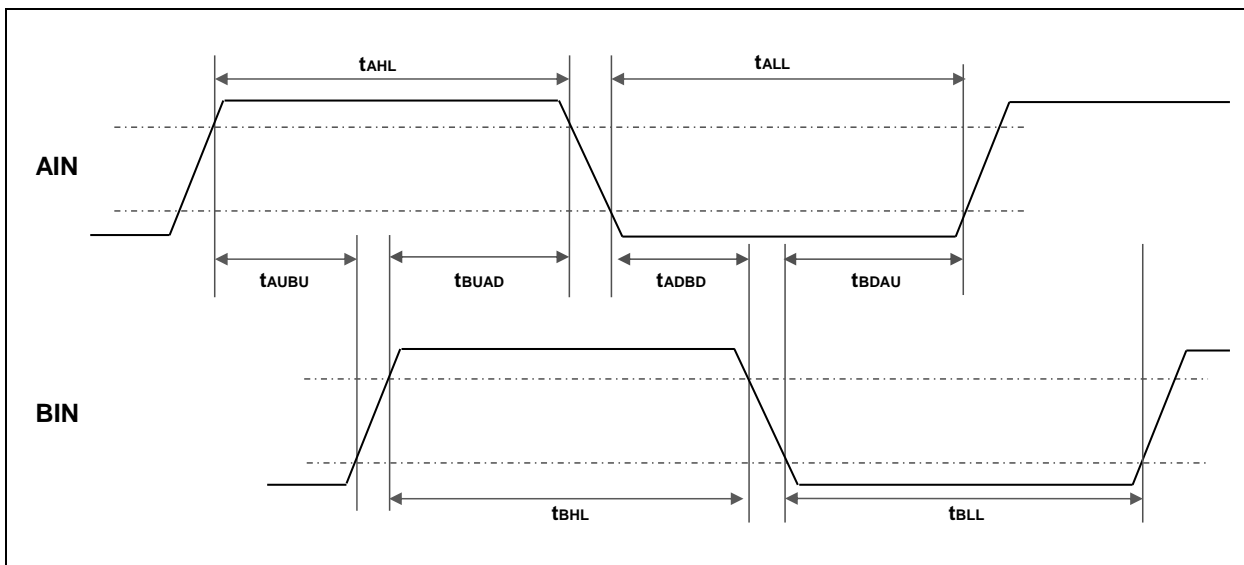 tAHL tALL
AIN
tAUBU tBUAD tADBD tBDAU
BIN
tBHL tBLL